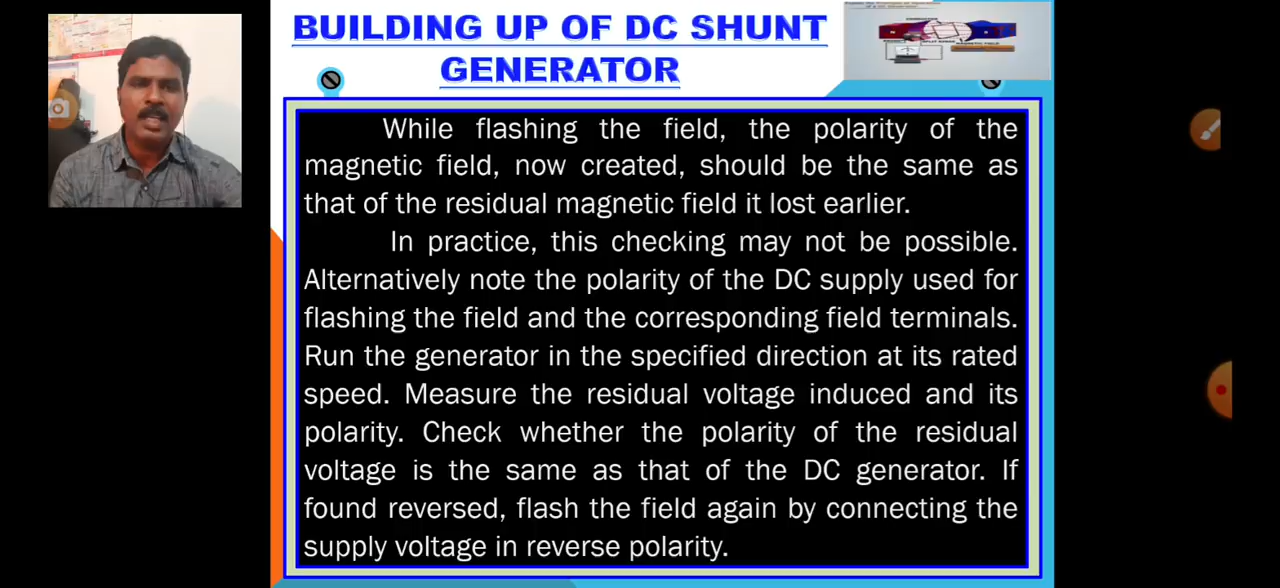 BUILDING UP OF DC SHUNT
GENERATOR
While flashing the field, the polarity of the
magnetic field, now created, should be the same as
that of the residual magnetic field it lost earlier.
In practice, this checking may not be possible.
Alternatively note the polarity of the DC supply used for
flashing the field and the corresponding field terminals.
Run the generator in the specified direction at its rated
speed. Measure the residual voltage induced and its
polarity. Check whether the polarity of the residual
voltage is the same as that of the DC generator. If
found reversed, flash the field again by connecting the
supply voltage in reverse polarity.